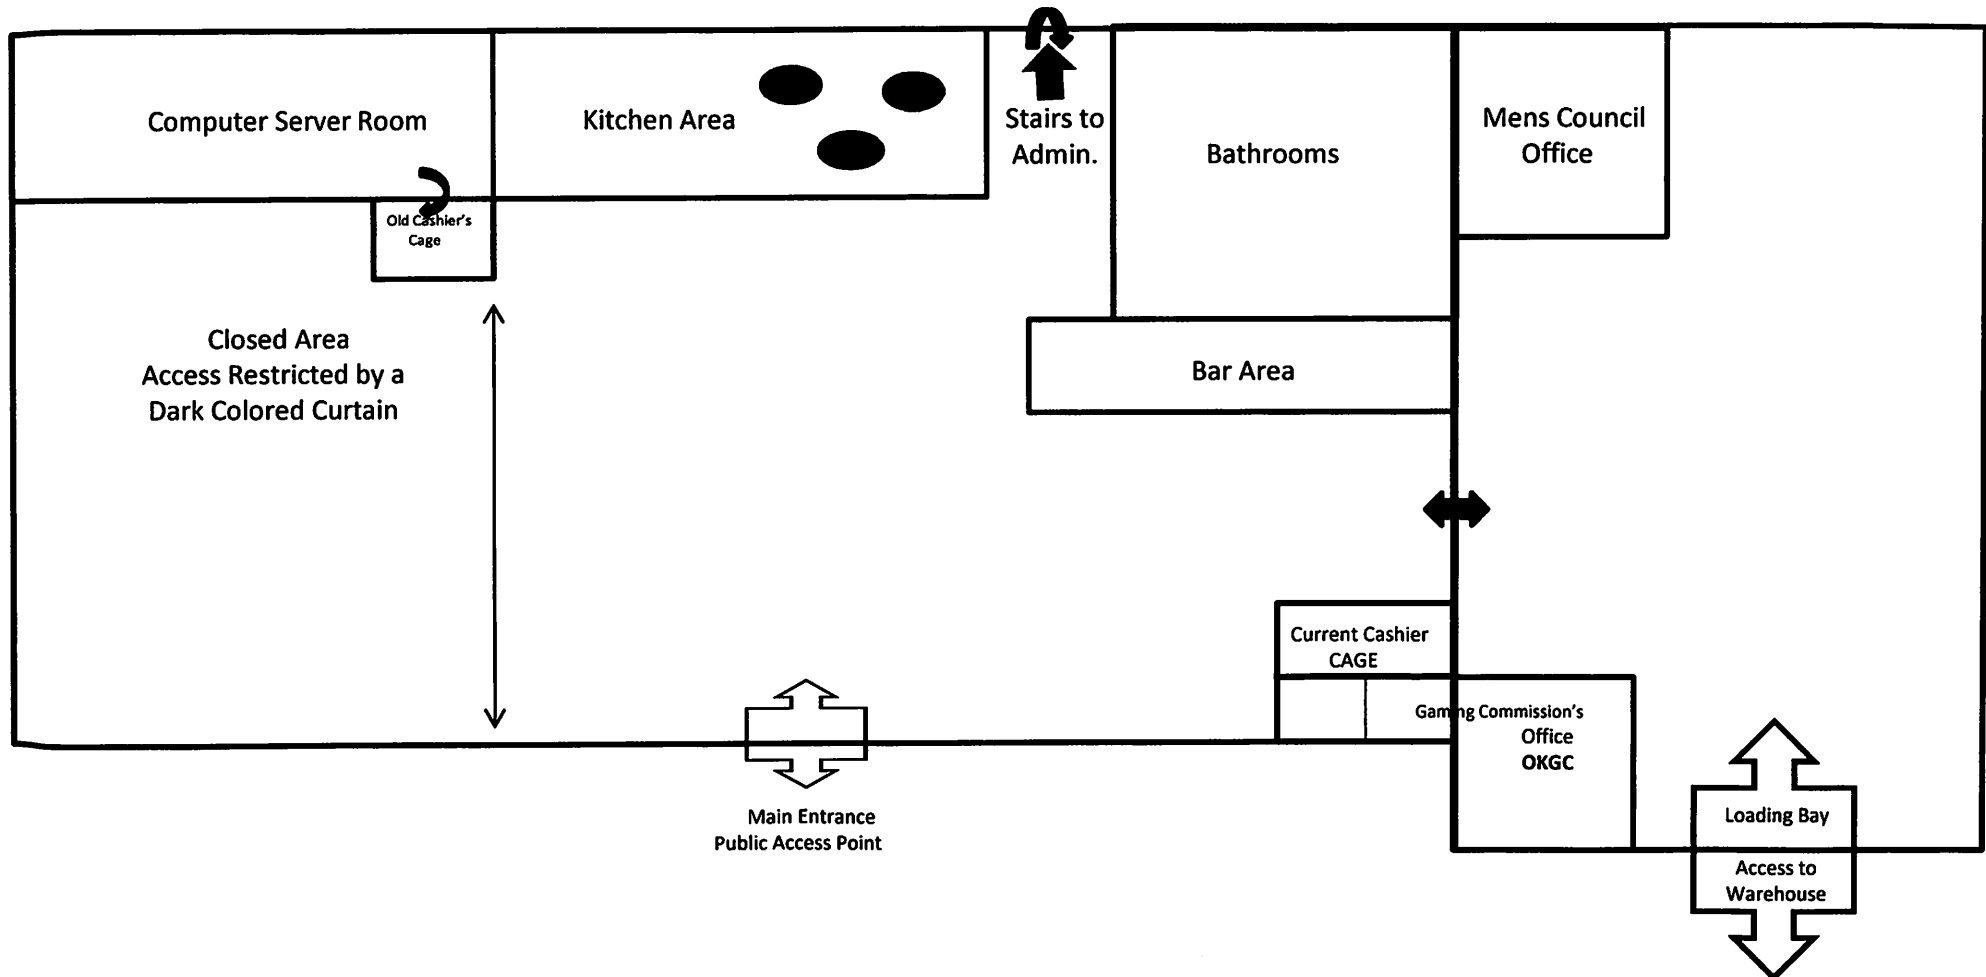 Computer Server Room
Kitchen Area
Stairs to
Admin.
Bathrooms
Mens Council
Office
Old Cashier's
Cage
Closed Area
Access Restricted by a
Dark Colored Curtain
Bar Area
Current Cashier
CAGE
Gaming Commission's
Office
OKGC
Main Entrance
Public Access Point
Loading Bay
Access to
Warehouse